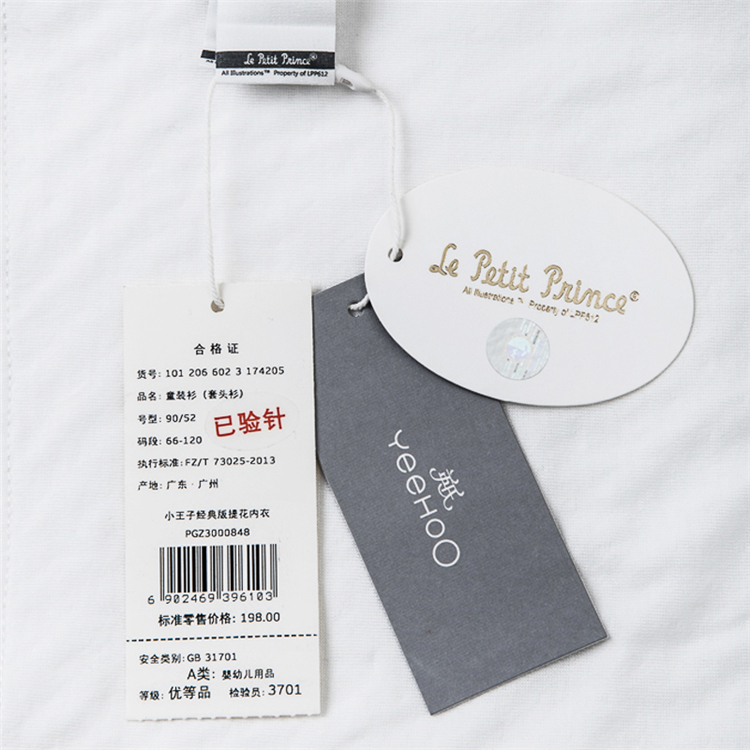 Le Petit Prince®
All Illustrations™ Property of LPP612
Le Petit Prince®
All Illustrations™ Property of LPP612
合格证
货号: 101 206 602 3 174205
品名: 童装衫 (套头衫)
号型: 90/52
已验针
码段: 66-120
执行标准: FZ/T 73025-2013
产地: 广东·广州
小王子经典版提花内衣
PGZ3000848
6 902469 396103
标准零售价格: 198.00
安全类别: GB 31701
A类: 婴幼儿用品
等级: 优等品 检验员: 3701
YeeHoO